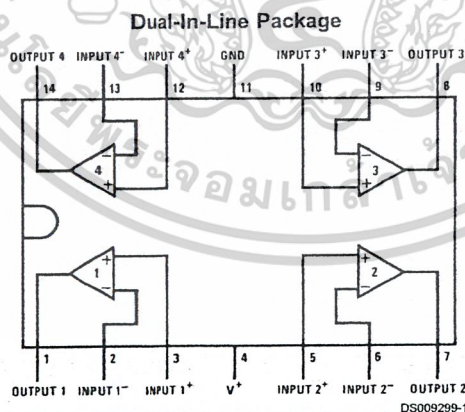 Dual-In-Line Package
OUTPUT 4 INPUT 4⁻ INPUT 4⁺ GND INPUT 3⁺ INPUT 3⁻ OUTPUT 3
14 13 12 11 10 9 8
4 − + − + 3
1 + − + − 2
1 2 3 4 5 6 7
OUTPUT 1 INPUT 1⁻ INPUT 1⁺ V⁺ INPUT 2⁺ INPUT 2⁻ OUTPUT 2
DS009299-1